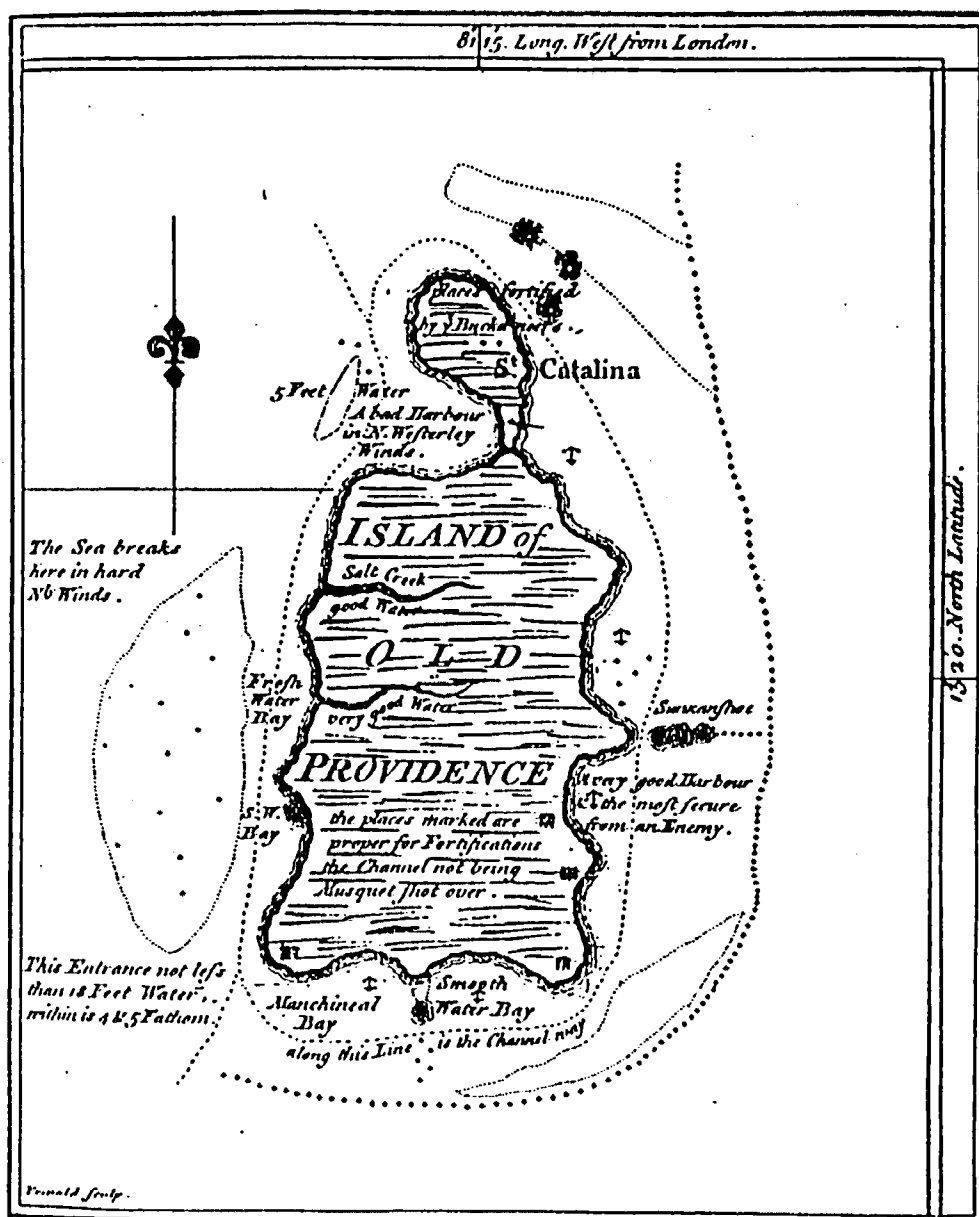 81,15. Long. West from London.
places fortified
by yͤ Buckaneers.
Sᵗ. Catalina
5 Feet Water
A bad Harbour
in N. Westerley
Winds.
ISLAND of
The Sea breaks
here in hard
Nᵒ Winds.
Salt Creek
good Water
OLD
13,20. North Latitude.
Fresh
Water
Bay
very good Water
Swanshot
PROVIDENCE
A very good Harbour
& the most secure
from an Enemy.
S.W.
Bay
the places marked are
proper for Fortifications
the Channel not being
Musquet shot over.
This Entrance not less
than 18 Feet Water,
within is 4 & 5 Fathom.
Manchineal
Bay
Smooth
Water Bay
along this Line is the Channel way
sculp.